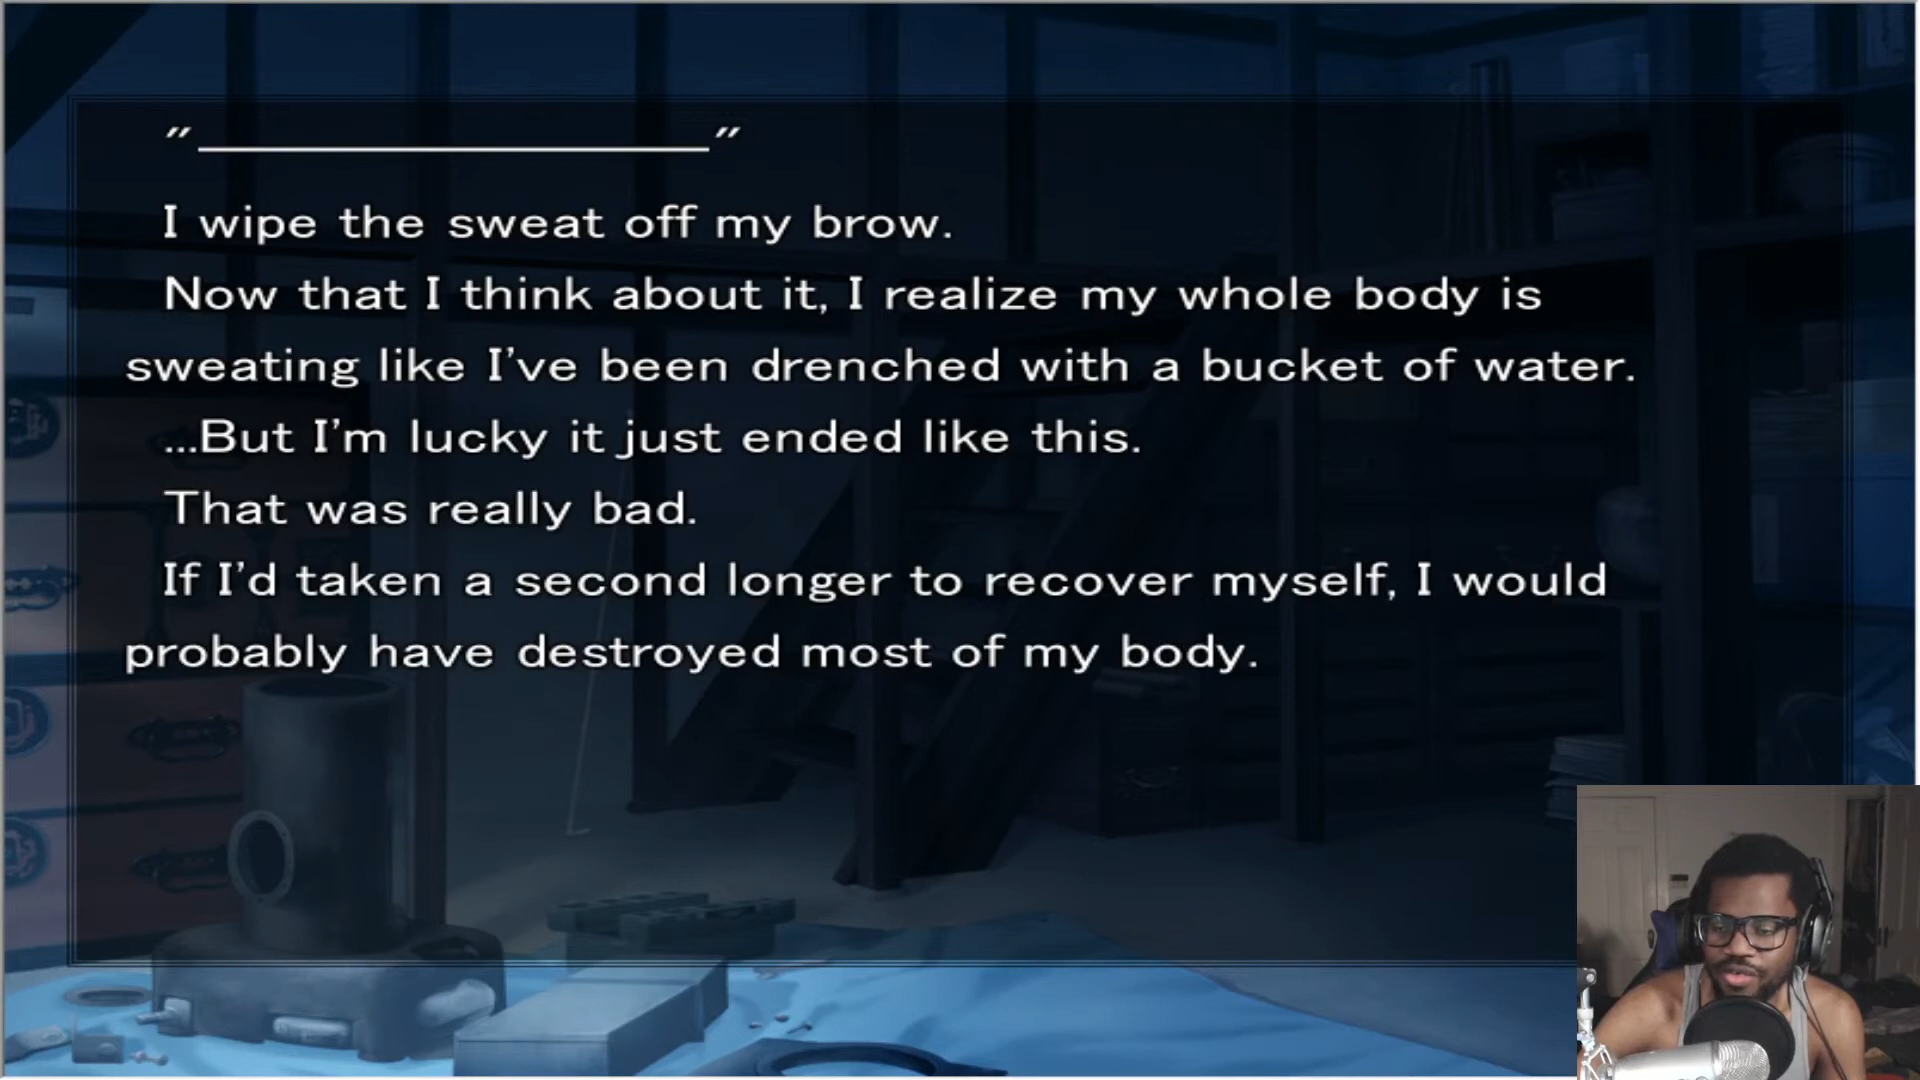 "__________________"
I wipe the sweat off my brow.
Now that I think about it, I realize my whole body is
sweating like I've been drenched with a bucket of water.
...But I'm lucky it just ended like this.
That was really bad.
If I'd taken a second longer to recover myself, I would
probably have destroyed most of my body.